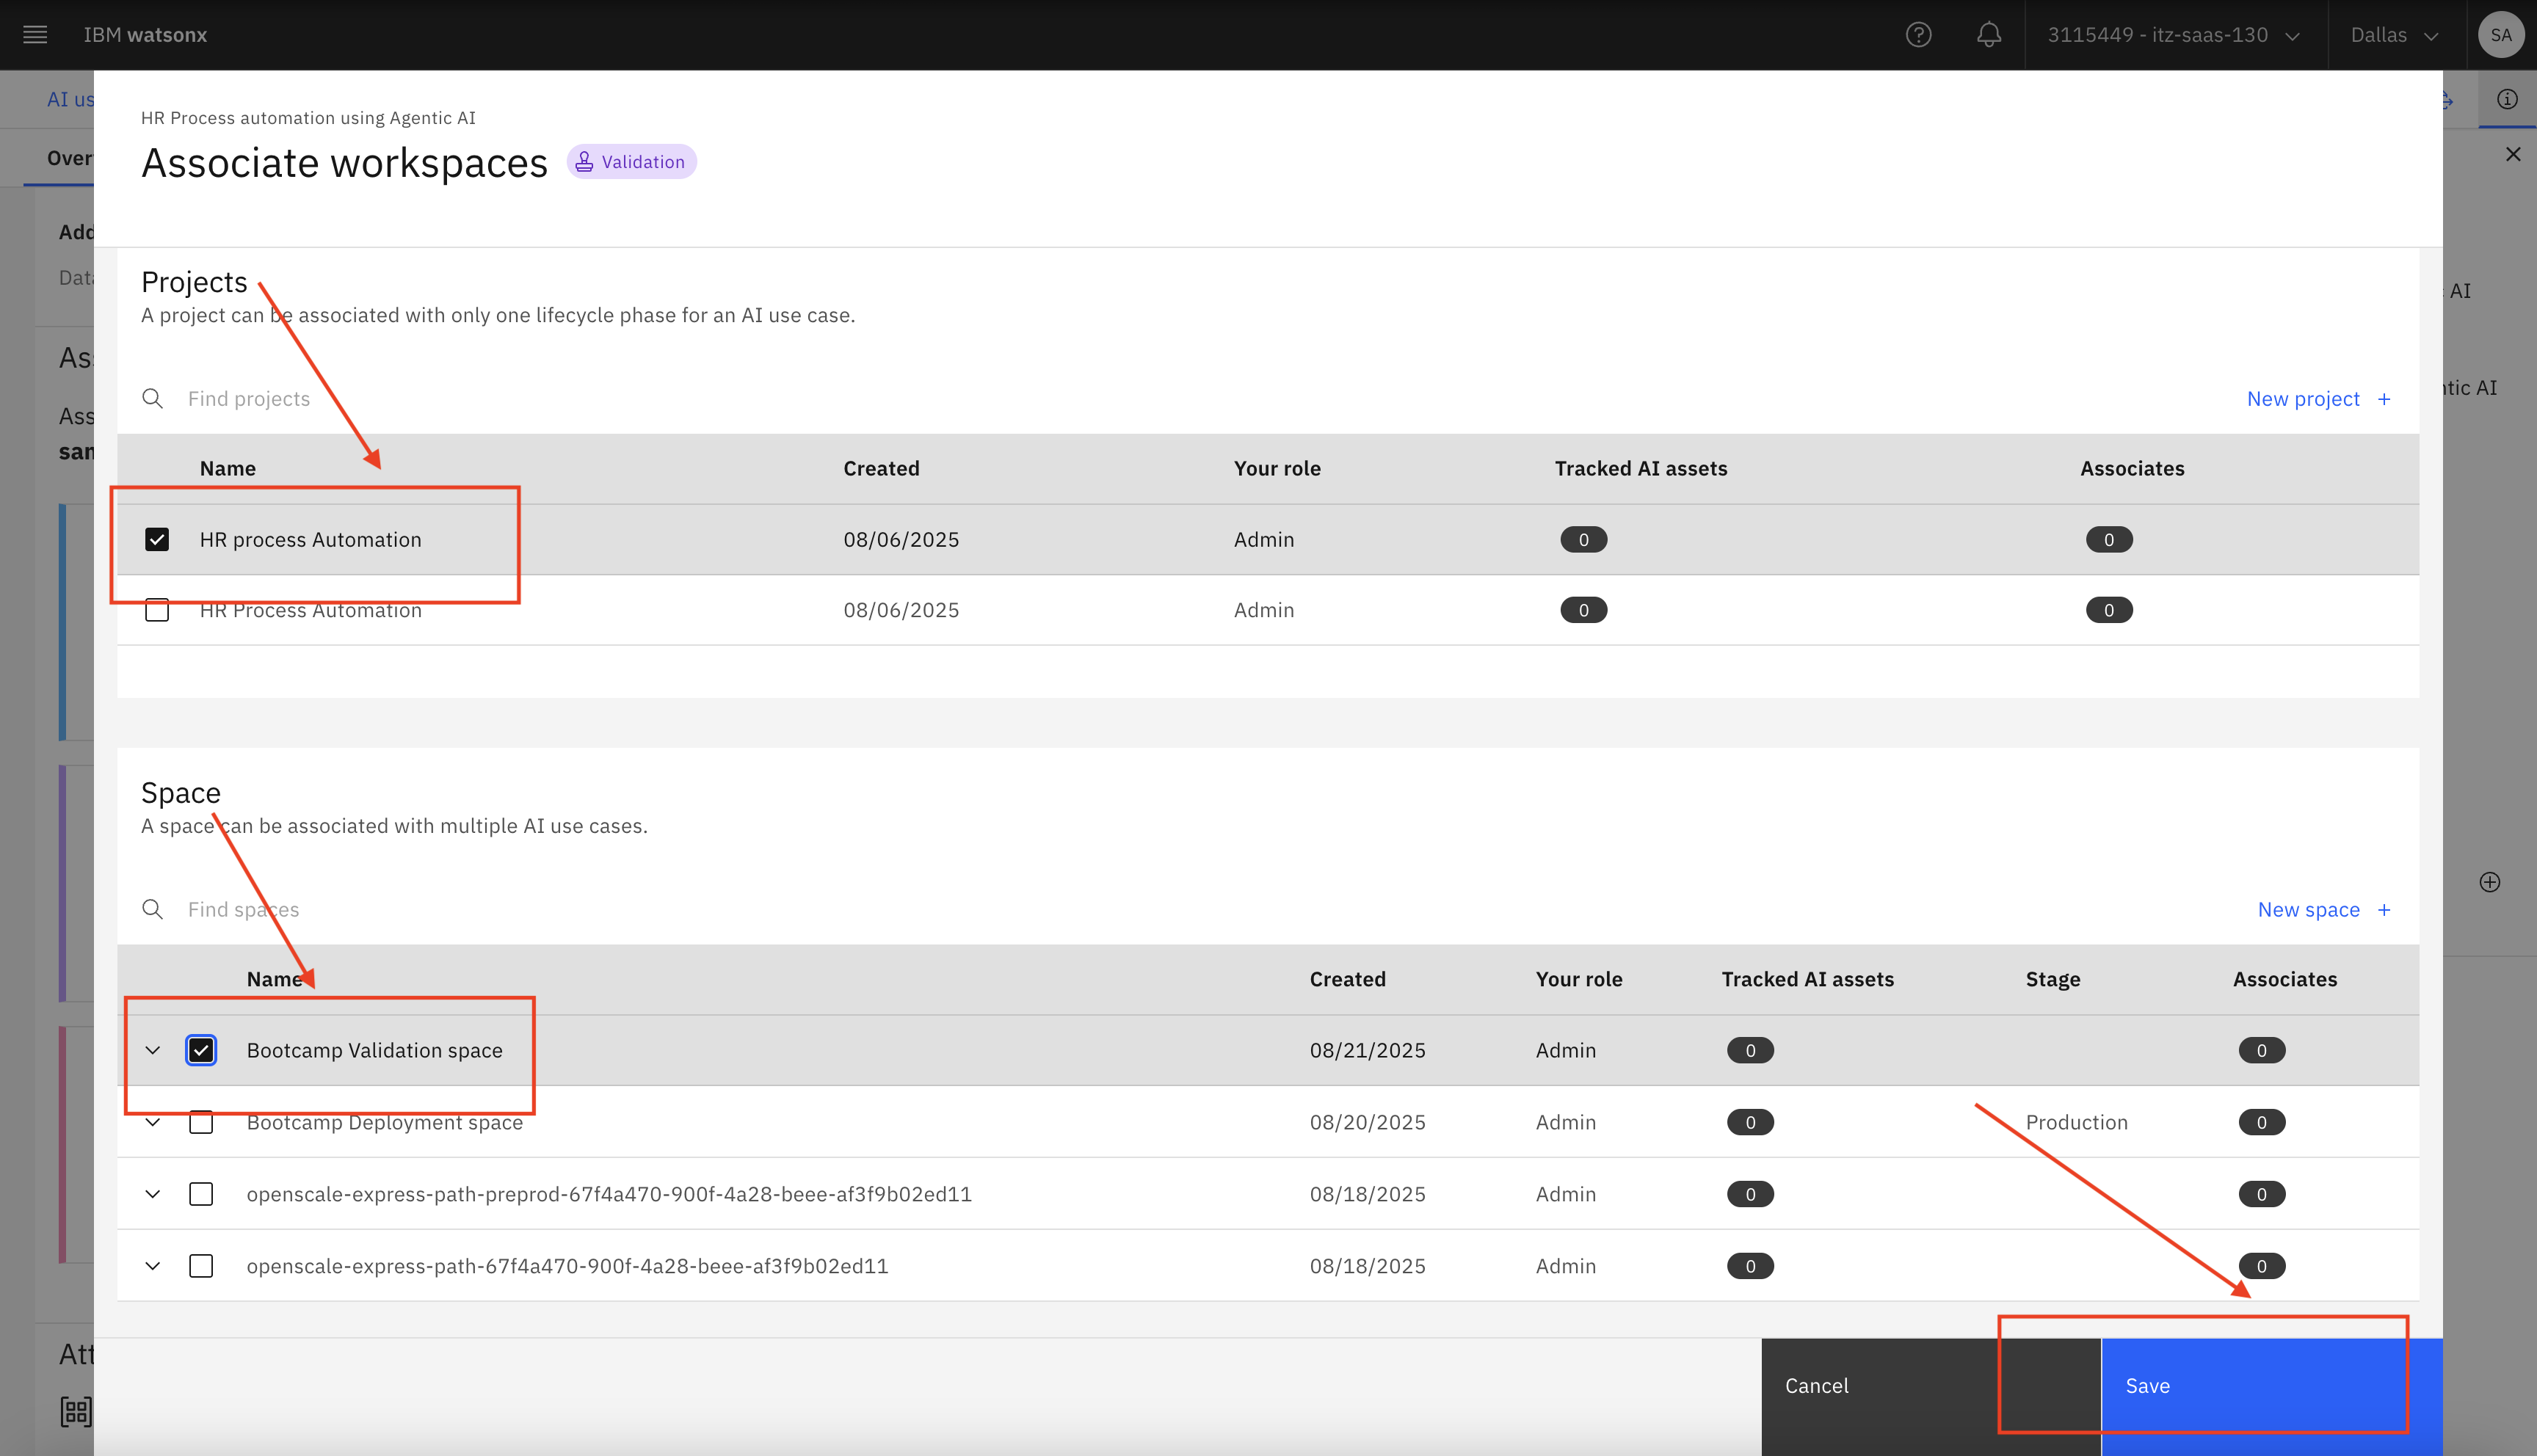 IBM watsonx
3115449 - itz-saas-130
Dallas
SA
AI us
HR Process automation using Agentic AI
Associate workspaces
Validation
Over
Add
Data
: AI
Projects
A project can be associated with only one lifecycle phase for an AI use case.
Ass
Find projects
New project +
ntic AI
Ass
sam
Name Created Your role Tracked AI assets Associates
HR process Automation 08/06/2025 Admin 0 0
HR Process Automation 08/06/2025 Admin 0 0
Space
A space can be associated with multiple AI use cases.
Find spaces
New space +
Name Created Your role Tracked AI assets Stage Associates
Bootcamp Validation space 08/21/2025 Admin 0 0
Bootcamp Deployment space 08/20/2025 Admin 0 Production 0
openscale-express-path-preprod-67f4a470-900f-4a28-beee-af3f9b02ed11 08/18/2025 Admin 0 0
openscale-express-path-67f4a470-900f-4a28-beee-af3f9b02ed11 08/18/2025 Admin 0 0
Att
Cancel
Save